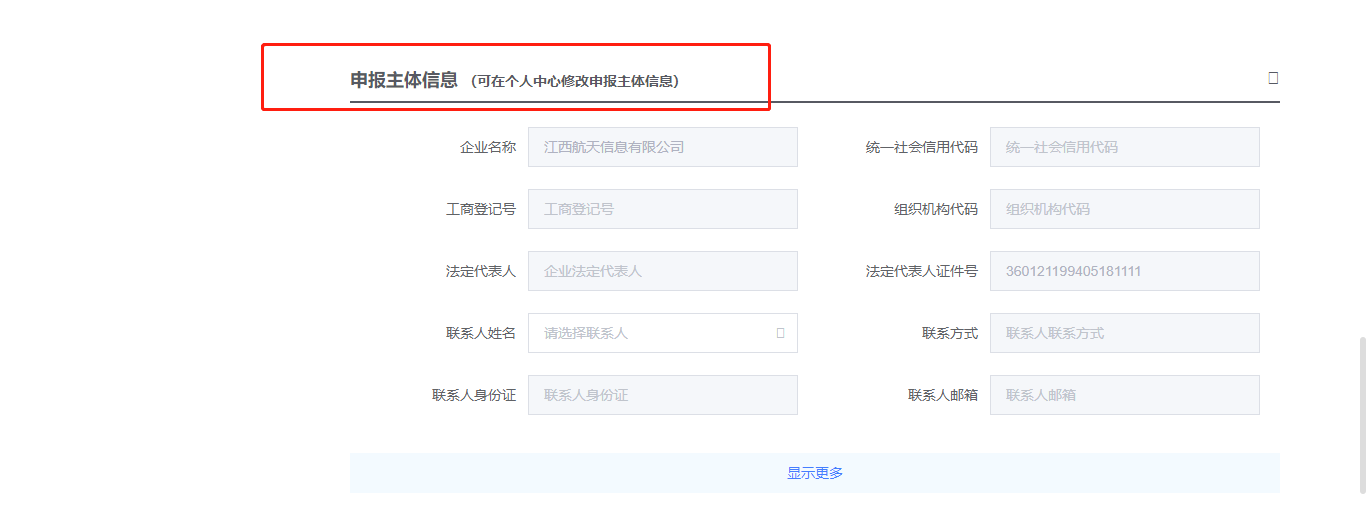 申报主体信息 （可在个人中心修改申报主体信息）
企业名称 江西航天信息有限公司 统一社会信用代码 统一社会信用代码
工商登记号 工商登记号 组织机构代码 组织机构代码
法定代表人 企业法定代表人 法定代表人证件号 360121199405181111
联系人姓名 请选择联系人 联系方式 联系人联系方式
联系人身份证 联系人身份证 联系人邮箱 联系人邮箱
显示更多